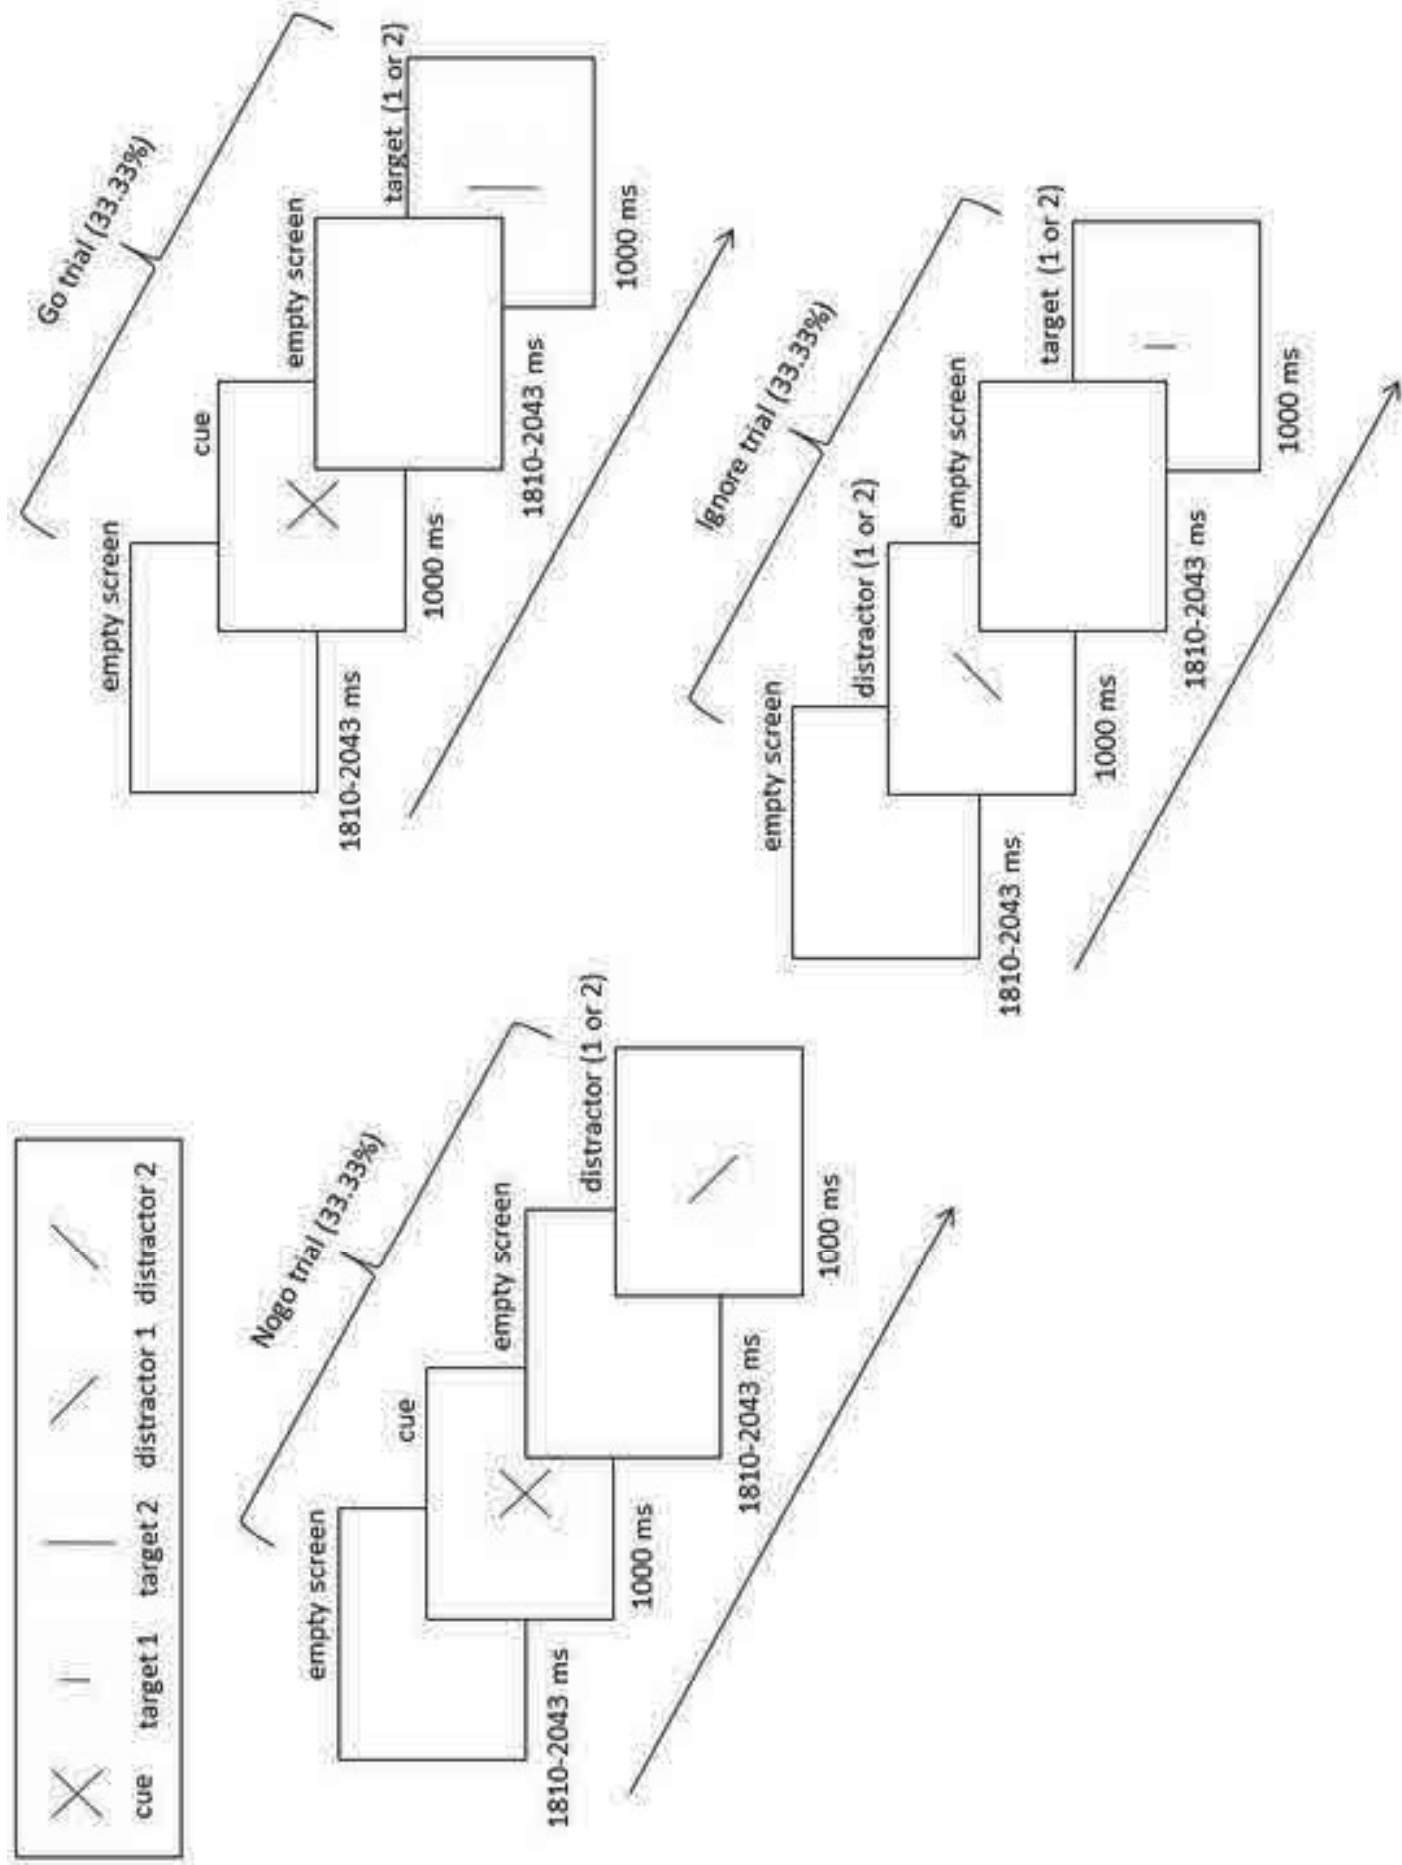 cue
target 1
target 2
distractor 1
distractor 2
Nogo trial (33.33%)
empty screen
1810-2043 ms
cue
1000 ms
empty screen
1810-2043 ms
distractor (1 or 2)
1000 ms
Go trial (33.33%)
empty screen
1810-2043 ms
cue
1000 ms
empty screen
1810-2043 ms
target (1 or 2)
1000 ms
Ignore trial (33.33%)
empty screen
1810-2043 ms
distractor (1 or 2)
1000 ms
empty screen
1810-2043 ms
target (1 or 2)
1000 ms